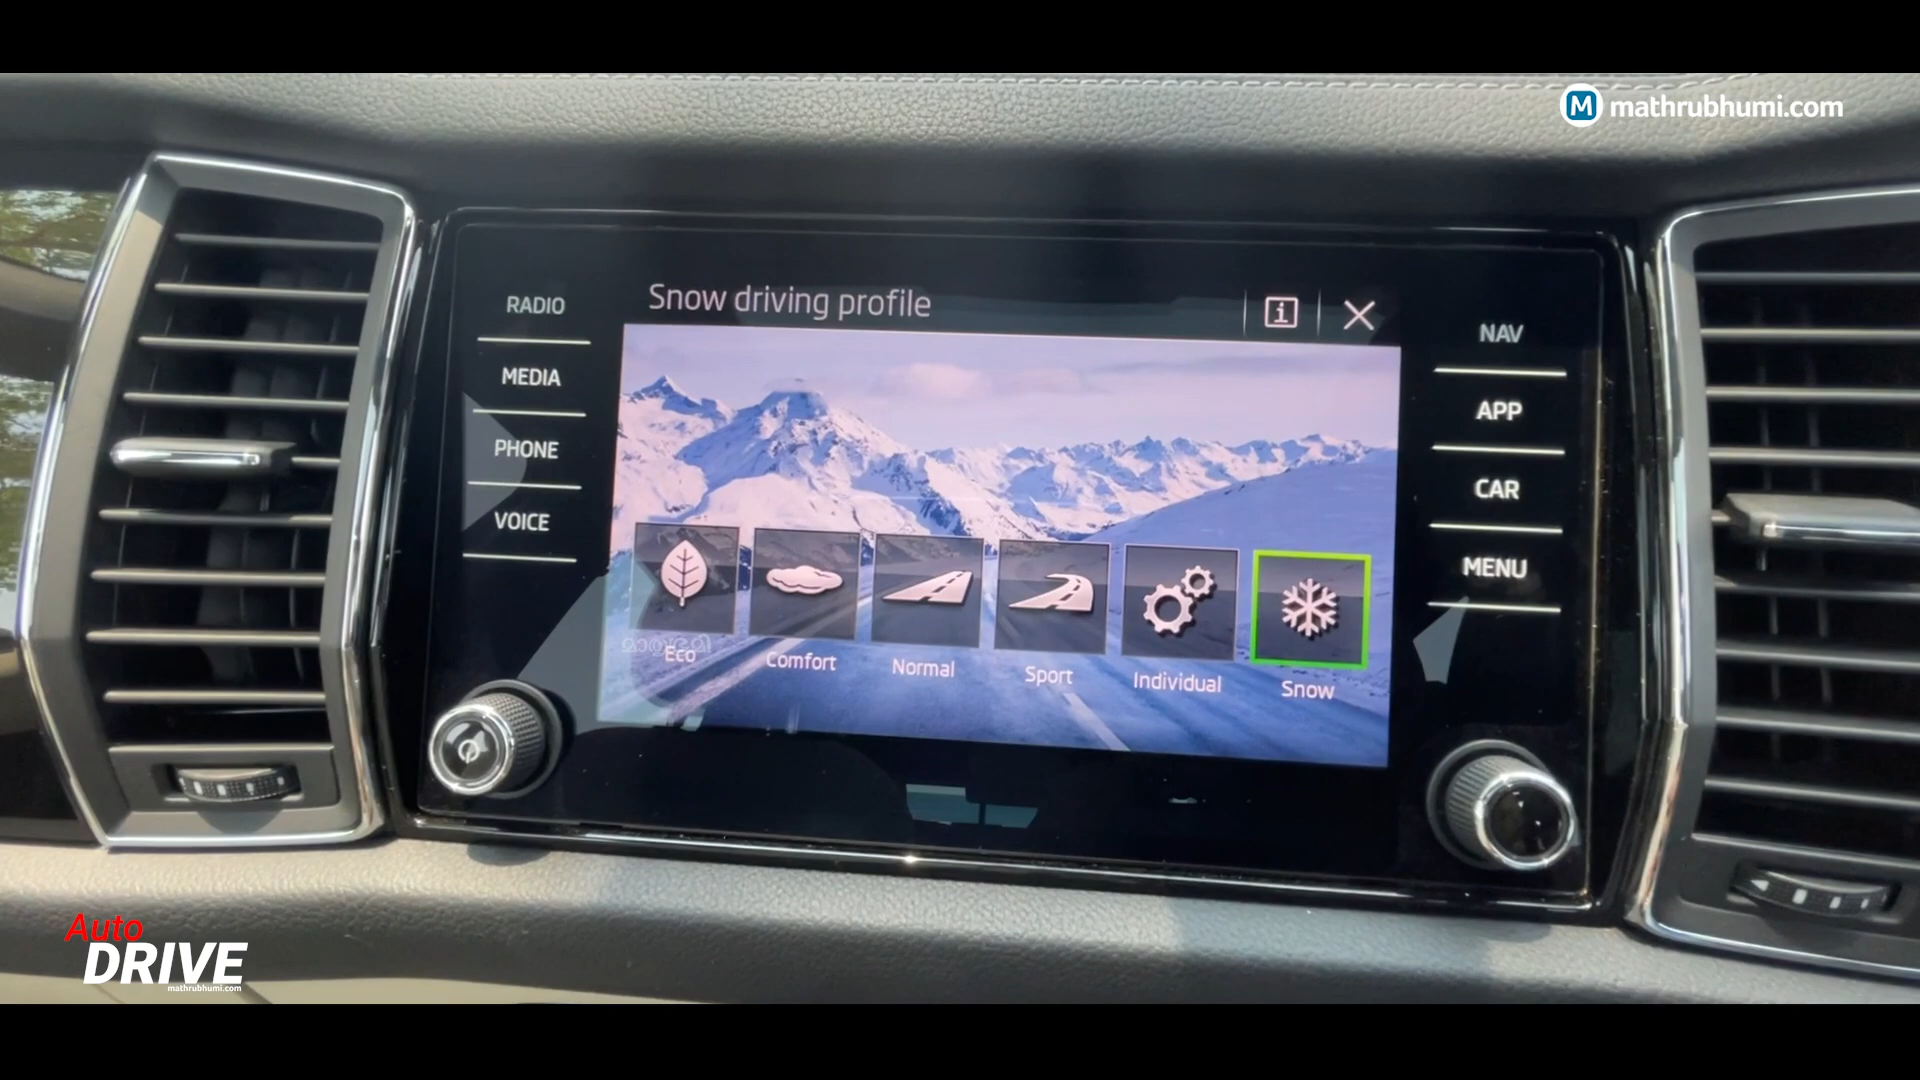 M mathrubhumi.com
Snow driving profile
RADIO
MEDIA
PHONE
VOICE
NAV
APP
CAR
MENU
മാതൃഭൂമി
Eco
Comfort
Normal
Sport
Individual
Snow
Auto
DRIVE
mathrubhumi.com